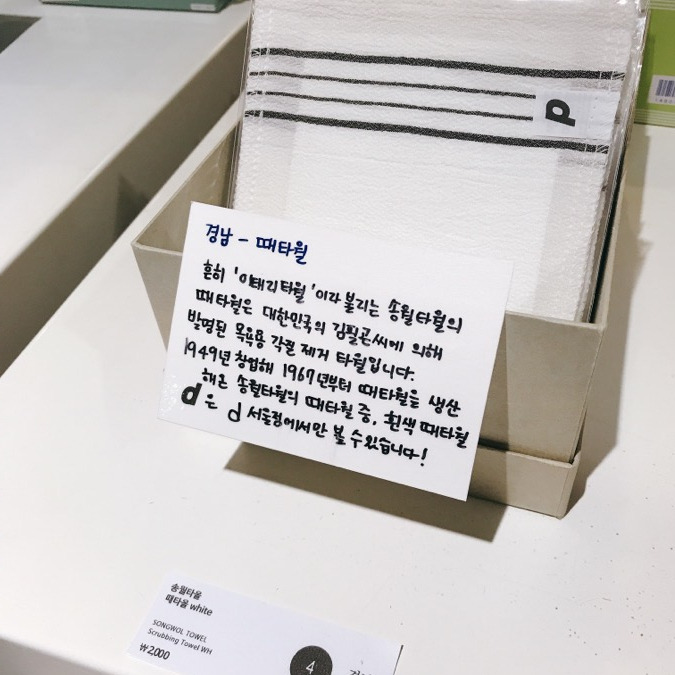 d
경남 - 때타월
흔히 '이태리타월'이라 불리는 송월타월의
때타월은 대한민국의 김필곤씨에 의해
발명된 목욕용 각질 제거 타월입니다.
1949년 창업해 1967년부터 때타월을 생산
해온 송월타월의 때타월 중, 흰색 때타월
은 d 서울점에서만 볼 수 있습니다!
d
송월타올
때타올 white
SONGWOL TOWEL
Scrubbing Towel WH
₩2,000
4